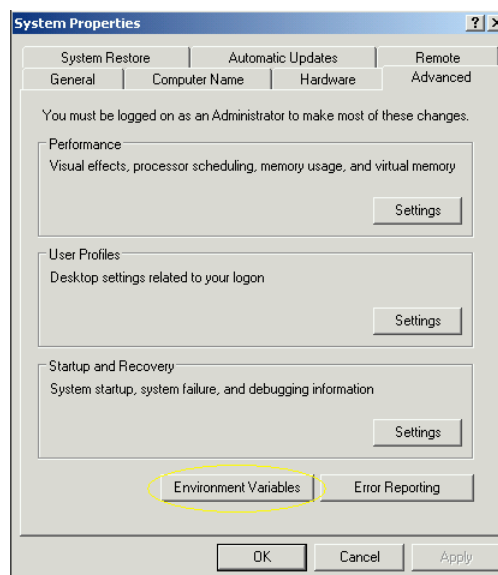 System Properties
System Restore Automatic Updates Remote
General Computer Name Hardware Advanced
You must be logged on as an Administrator to make most of these changes.
Performance
Visual effects, processor scheduling, memory usage, and virtual memory
Settings
User Profiles
Desktop settings related to your logon
Settings
Startup and Recovery
System startup, system failure, and debugging information
Settings
Environment Variables Error Reporting
OK Cancel Apply